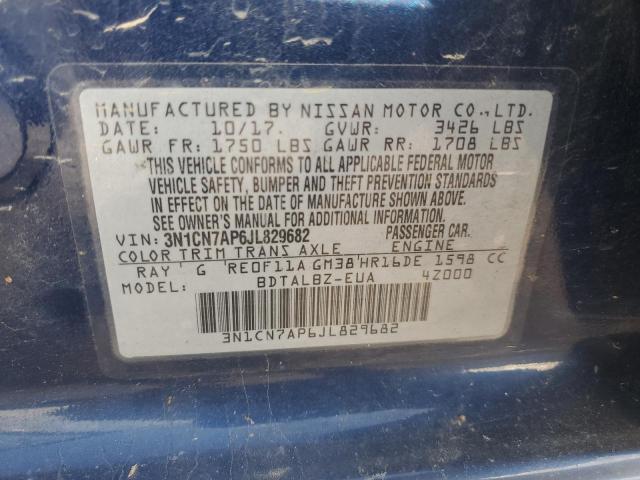 MANUFACTURED BY NISSAN MOTOR CO.,LTD.
DATE: 10/17. GVWR: 3426 LBS
GAWR FR: 1750 LBS GAWR RR: 1708 LBS
THIS VEHICLE CONFORMS TO ALL APPLICABLE FEDERAL MOTOR
VEHICLE SAFETY, BUMPER AND THEFT PREVENTION STANDARDS
IN EFFECT ON THE DATE OF MANUFACTURE SHOWN ABOVE.
SEE OWNER'S MANUAL FOR ADDITIONAL INFORMATION.
VIN: 3N1CN7AP6JL829682 PASSENGER CAR.
COLOR TRIM TRANS AXLE ENGINE
RAY ' G RE0F11A GM38'HR16DE 1598 CC
MODEL: BDTALBZ-EUA 4Z000
3N1CN7AP6JL829682